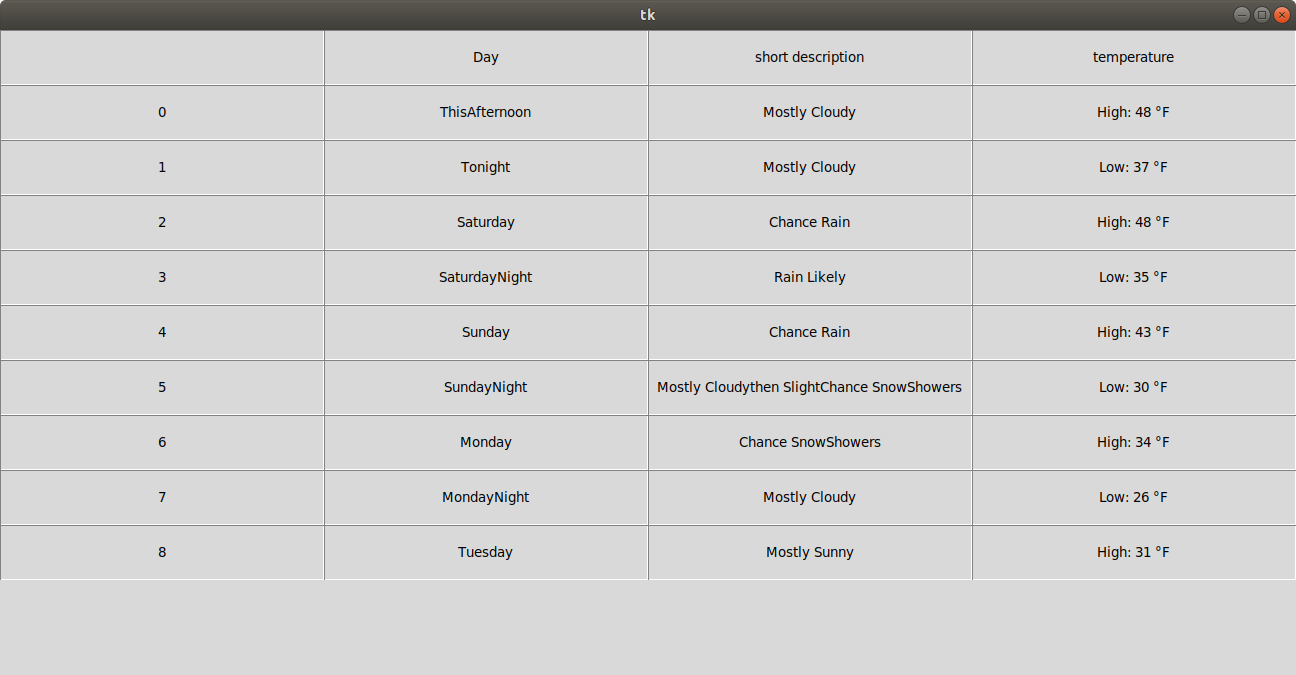 tk
Day short description temperature
0 ThisAfternoon Mostly Cloudy High: 48 °F
1 Tonight Mostly Cloudy Low: 37 °F
2 Saturday Chance Rain High: 48 °F
3 SaturdayNight Rain Likely Low: 35 °F
4 Sunday Chance Rain High: 43 °F
5 SundayNight Mostly Cloudythen SlightChance SnowShowers Low: 30 °F
6 Monday Chance SnowShowers High: 34 °F
7 MondayNight Mostly Cloudy Low: 26 °F
8 Tuesday Mostly Sunny High: 31 °F